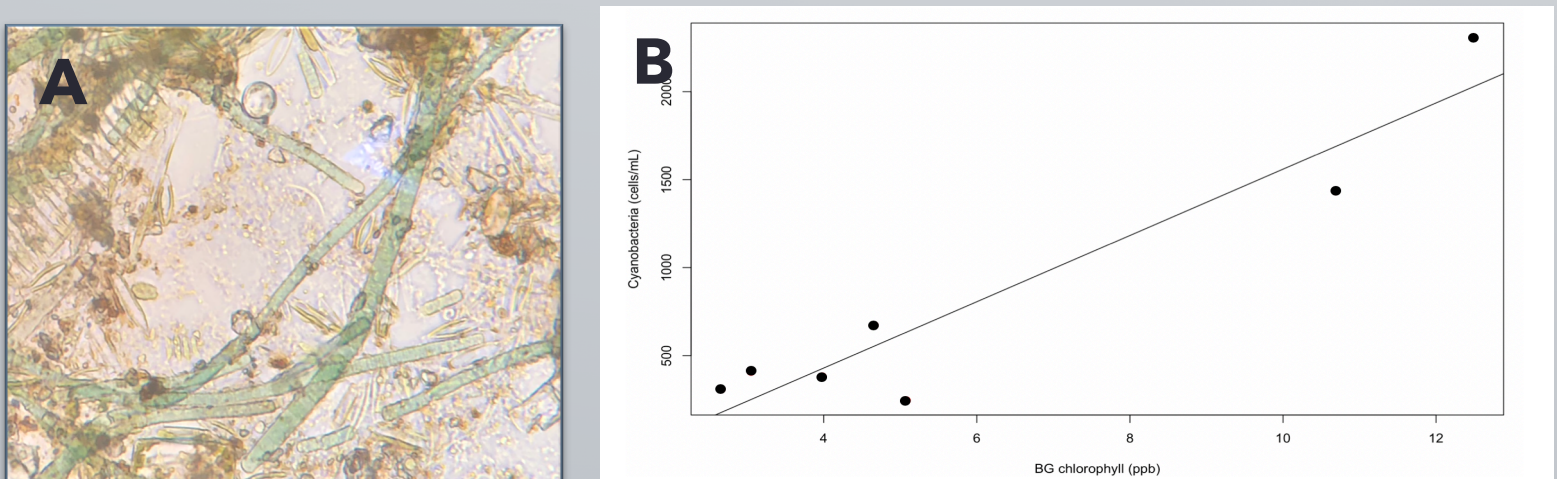 A
B
2000
1500
1000
500
Cyanobacteria (cells/mL)
4 6 8 10 12
BG chlorophyll (ppb)